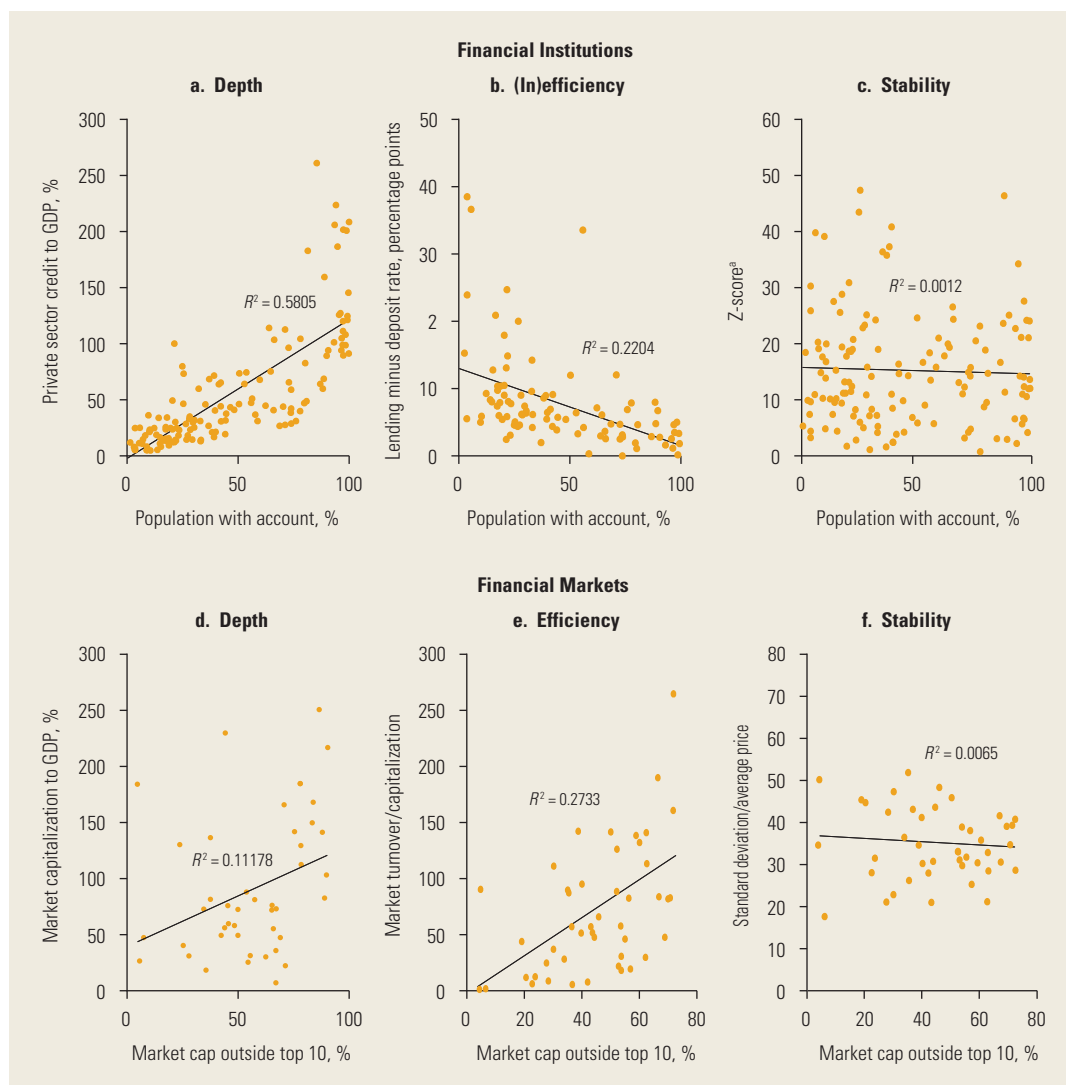 Financial Institutions
a. Depth
b. (In)efficiency
c. Stability
Private sector credit to GDP, %
300
250
200
150
100
50
0
R² = 0.5805
0
50
100
Population with account, %
Lending minus deposit rate, percentage points
50
40
30
2
10
0
R² = 0.2204
0
50
100
Population with account, %
Z-scoreᵃ
60
50
40
30
20
10
0
R² = 0.0012
0
50
100
Population with account, %
Financial Markets
d. Depth
e. Efficiency
f. Stability
Market capitalization to GDP, %
300
250
200
150
100
50
0
R² = 0.11178
0
50
100
Market cap outside top 10, %
Market turnover/capitalization
300
250
200
150
100
50
0
R² = 0.2733
0
20
40
60
80
Market cap outside top 10, %
Standard deviation/average price
80
70
60
50
40
30
20
10
0
R² = 0.0065
0
20
40
60
80
Market cap outside top 10, %